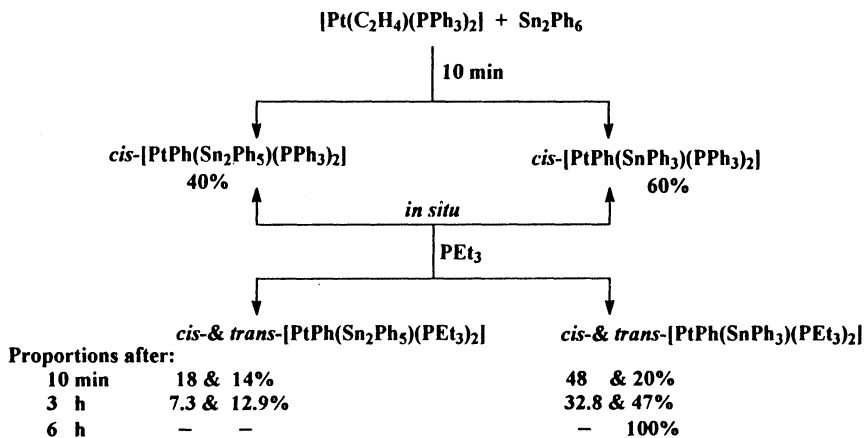 [Pt(C₂H₄)(PPh₃)₂] + Sn₂Ph₆
10 min
cis-[PtPh(Sn₂Ph₅)(PPh₃)₂] cis-[PtPh(SnPh₃)(PPh₃)₂]
40% 60%
in situ
PEt₃
cis-& trans-[PtPh(Sn₂Ph₅)(PEt₃)₂] cis-& trans-[PtPh(SnPh₃)(PEt₃)₂]
Proportions after:
10 min 18 & 14% 48 & 20%
3 h 7.3 & 12.9% 32.8 & 47%
6 h – – – 100%